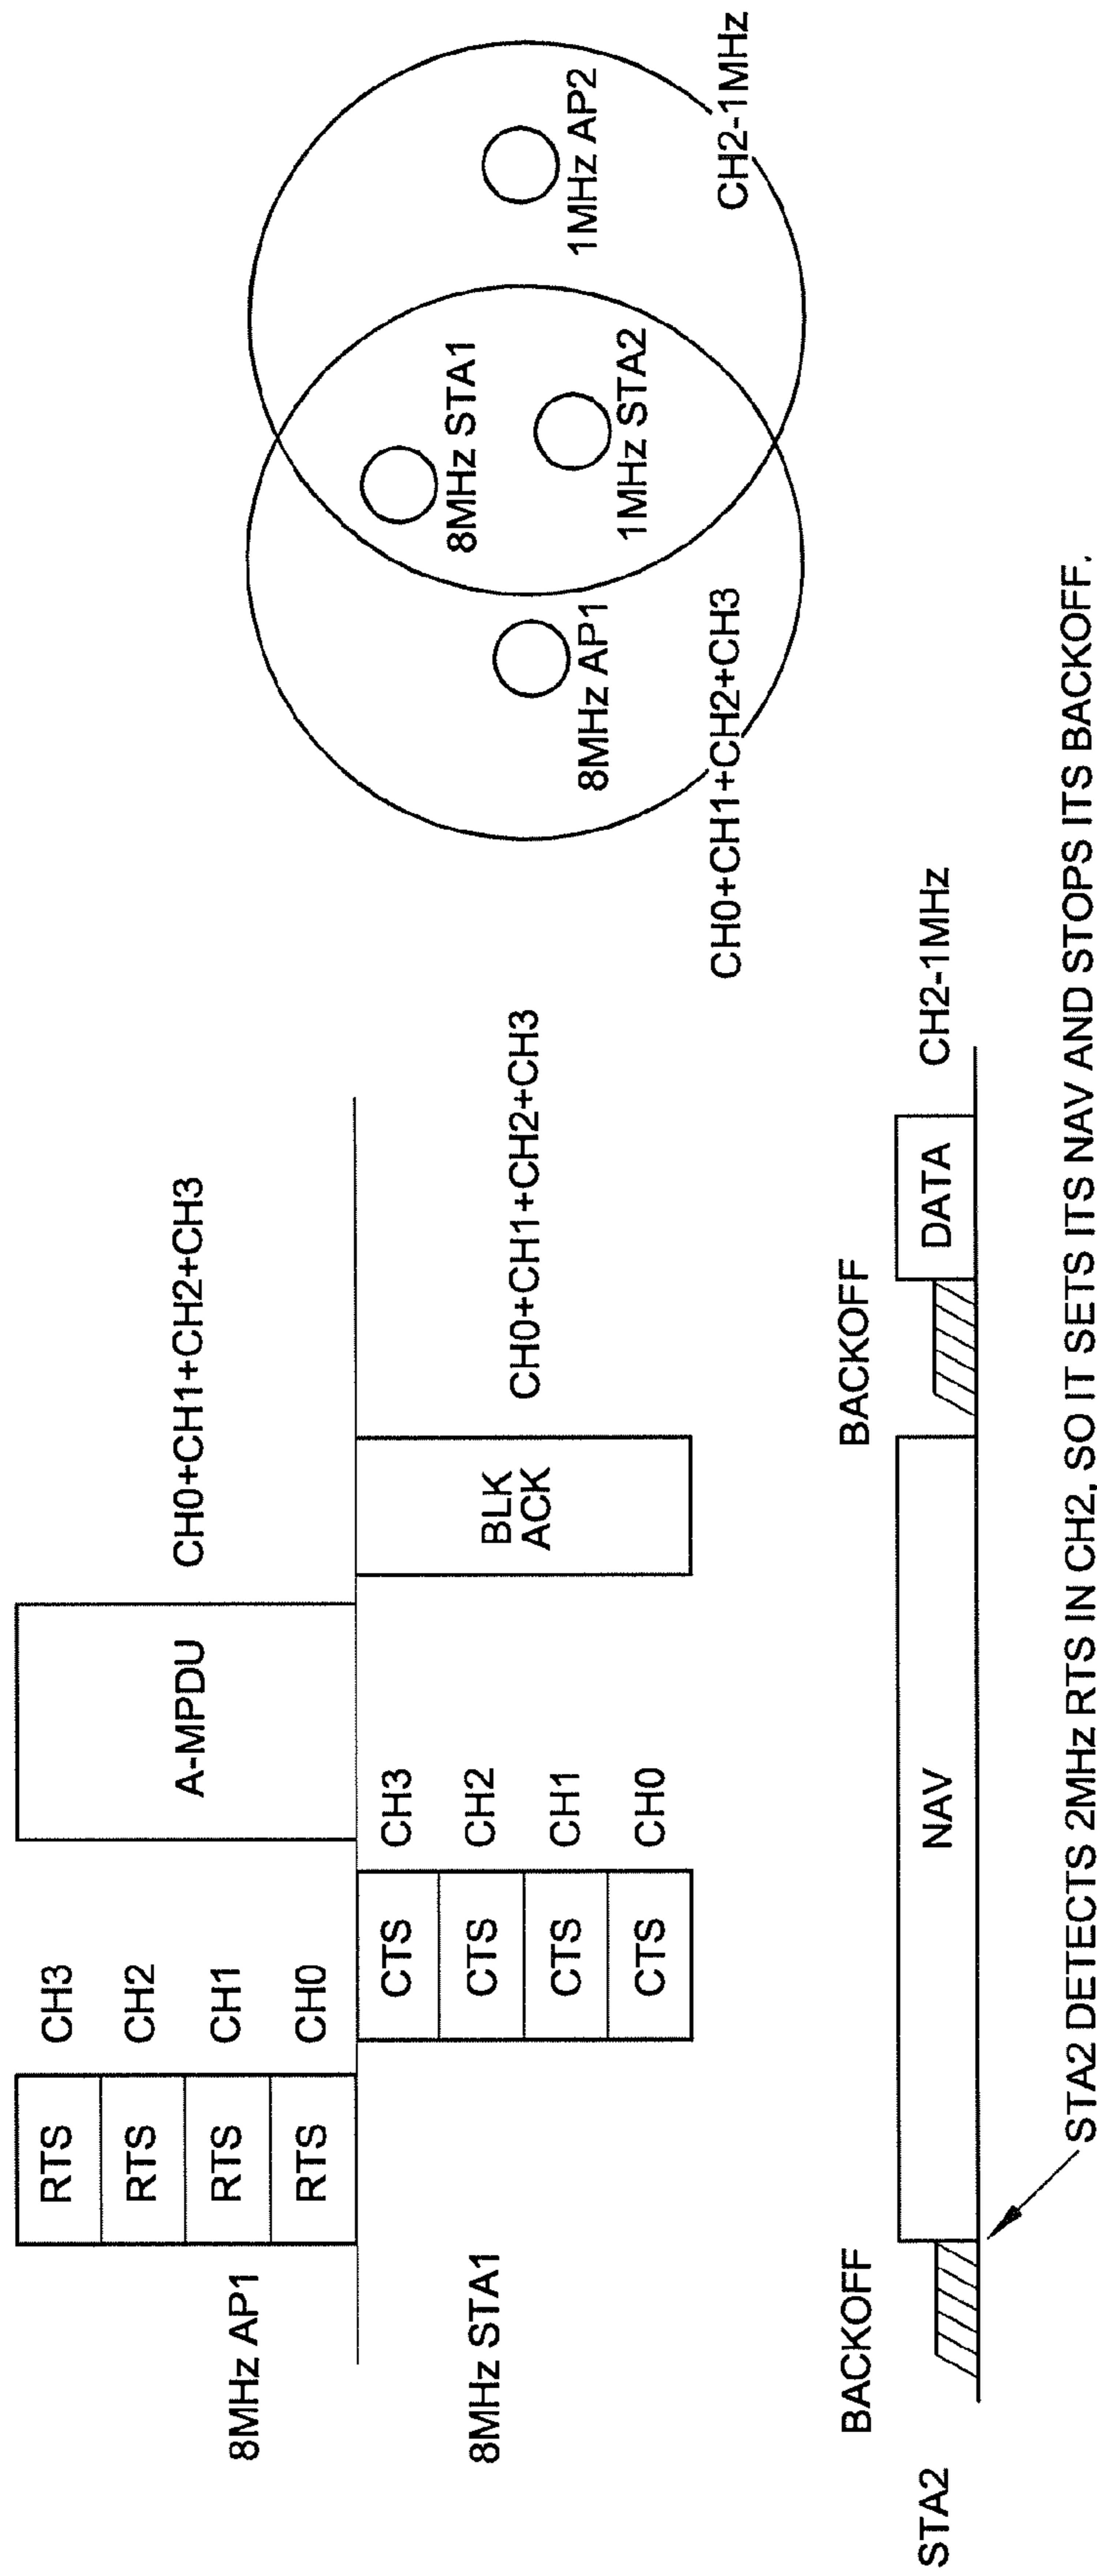 RTS CH3
RTS CH2
RTS CH1
RTS CH0
8MHz AP1
A-MPDU
CH0+CH1+CH2+CH3
8MHz STA1
CTS CH3
CTS CH2
CTS CH1
CTS CH0
BLK
ACK
CH0+CH1+CH2+CH3
STA2
BACKOFF
NAV
BACKOFF
DATA
CH2-1MHz
STA2 DETECTS 2MHz RTS IN CH2, SO IT SETS ITS NAV AND STOPS ITS BACKOFF.
8MHz STA1
8MHz AP1
1MHz AP2
1MHz STA2
CH0+CH1+CH2+CH3
CH2-1MHz